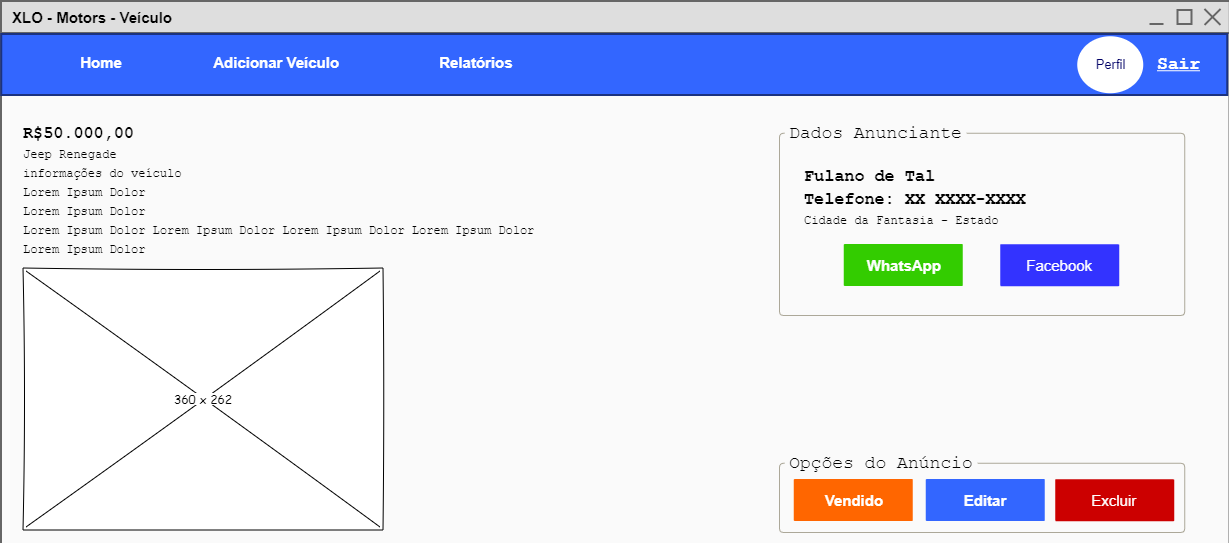 XLO - Motors - Veículo
Home Adicionar Veículo Relatórios Perfil Sair
R$50.000,00
Jeep Renegade
informações do veículo
Lorem Ipsum Dolor
Lorem Ipsum Dolor
Lorem Ipsum Dolor Lorem Ipsum Dolor Lorem Ipsum Dolor Lorem Ipsum Dolor
Lorem Ipsum Dolor
360 x 262
Dados Anunciante
Fulano de Tal
Telefone: XX XXXX-XXXX
Cidade da Fantasia - Estado
WhatsApp Facebook
Opções do Anúncio
Vendido Editar Excluir